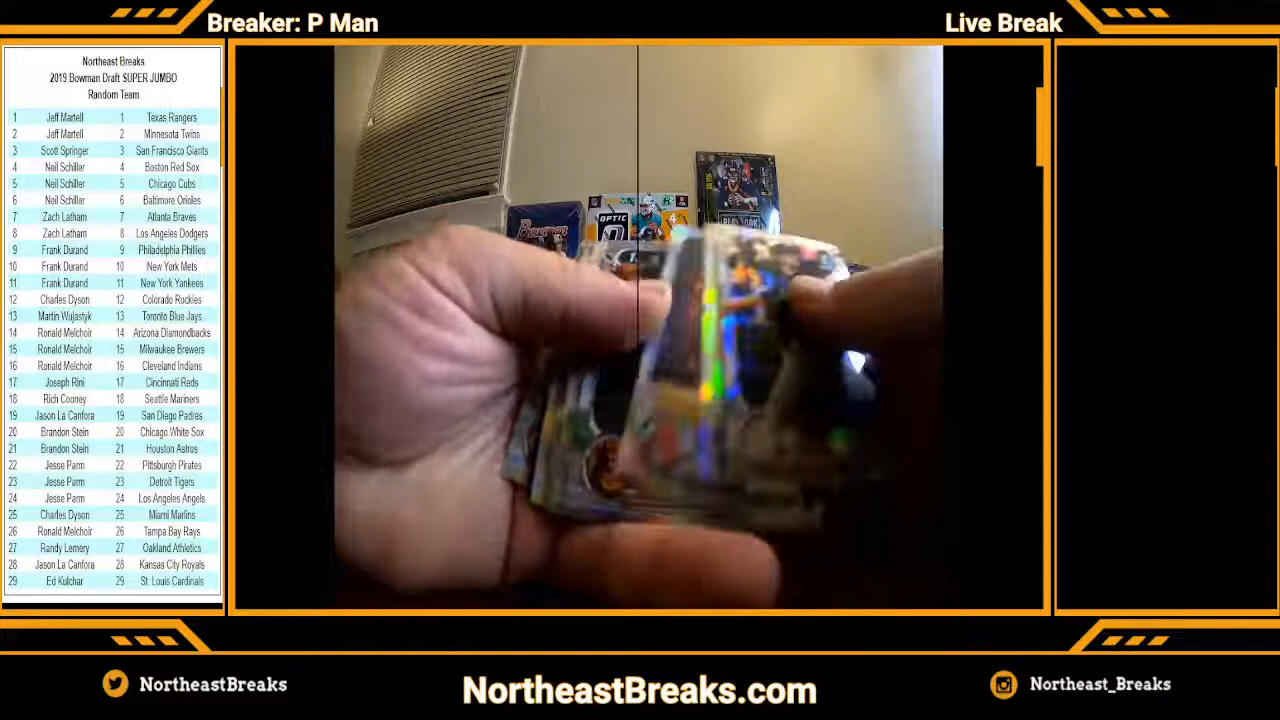 Breaker: P Man
Live Break
Northeast Breaks
2019 Bowman Draft SUPER JUMBO
Random Team
1 Jeff Martell 1 Texas Rangers
2 Jeff Martell 2 Minnesota Twins
3 Scott Springer 3 San Francisco Giants
4 Neil Schiller 4 Boston Red Sox
5 Neil Schiller 5 Chicago Cubs
6 Neil Schiller 6 Baltimore Orioles
7 Zach Latham 7 Atlanta Braves
8 Zach Latham 8 Los Angeles Dodgers
9 Frank Durand 9 Philadelphia Phillies
10 Frank Durand 10 New York Mets
11 Frank Durand 11 New York Yankees
12 Charles Dyson 12 Colorado Rockies
13 Martin Wujastyk 13 Toronto Blue Jays
14 Ronald Melchoir 14 Arizona Diamondbacks
15 Ronald Melchoir 15 Milwaukee Brewers
16 Ronald Melchoir 16 Cleveland Indians
17 Joseph Rini 17 Cincinnati Reds
18 Rich Cooney 18 Seattle Mariners
19 Jason La Canfora 19 San Diego Padres
20 Brandon Stein 20 Chicago White Sox
21 Brandon Stein 21 Houston Astros
22 Jesse Parm 22 Pittsburgh Pirates
23 Jesse Parm 23 Detroit Tigers
24 Jesse Parm 24 Los Angeles Angels
25 Charles Dyson 25 Miami Marlins
26 Ronald Melchoir 26 Tampa Bay Rays
27 Randy Lemery 27 Oakland Athletics
28 Jason La Canfora 28 Kansas City Royals
29 Ed Kulchar 29 St. Louis Cardinals
Bowman
OPTIC
PLAYBOOK
NortheastBreaks
NortheastBreaks.com
Northeast_Breaks